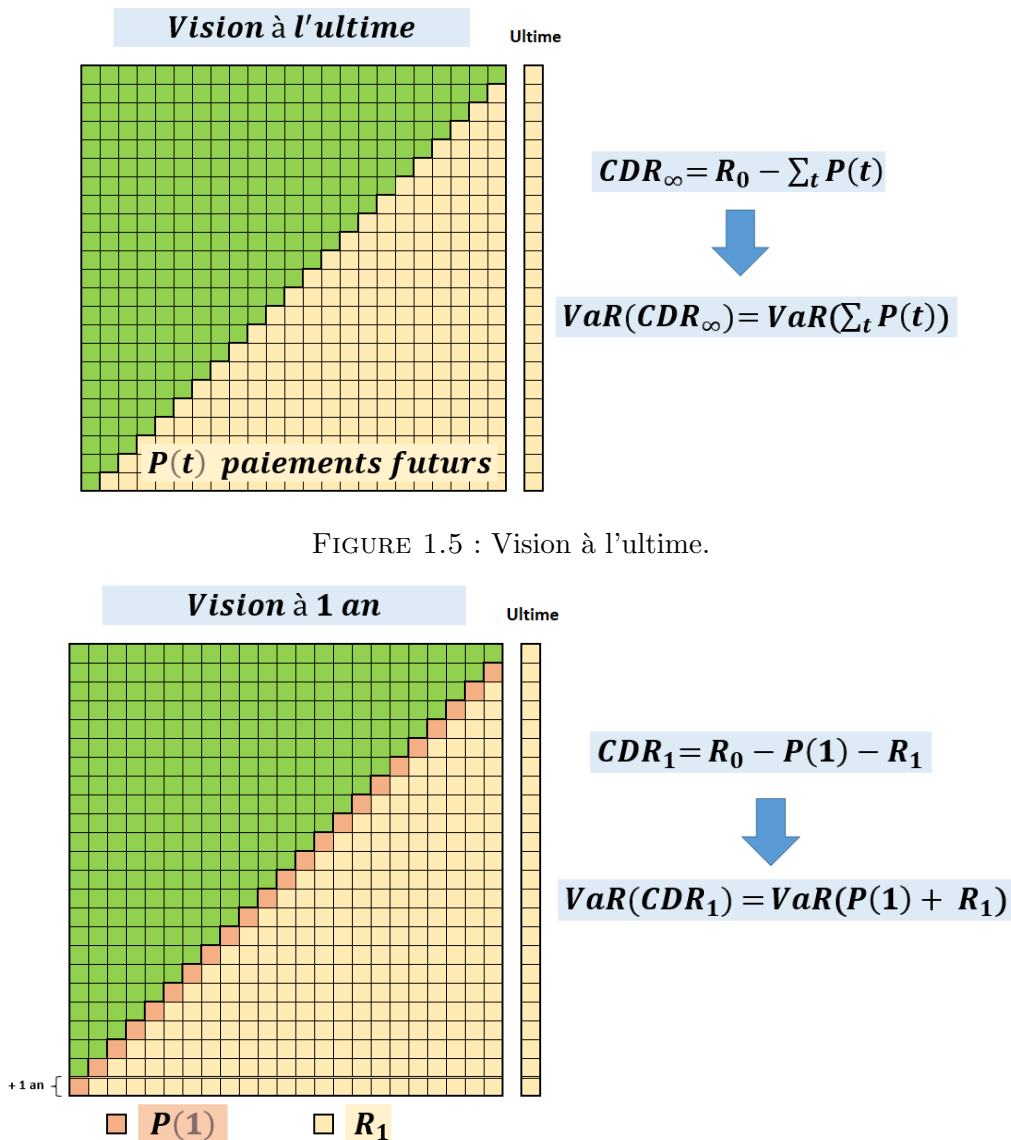 Vision à l'ultime
Ultime
CDR∞= R₀ − ∑ₜ P(t)
VaR(CDR∞)= VaR(∑ₜ P(t))
P(t) paiements futurs
FIGURE 1.5 : Vision à l'ultime.
Vision à 1 an
Ultime
CDR₁= R₀ − P(1) − R₁
VaR(CDR₁) = VaR(P(1) + R₁)
+ 1 an
P(1)
R₁